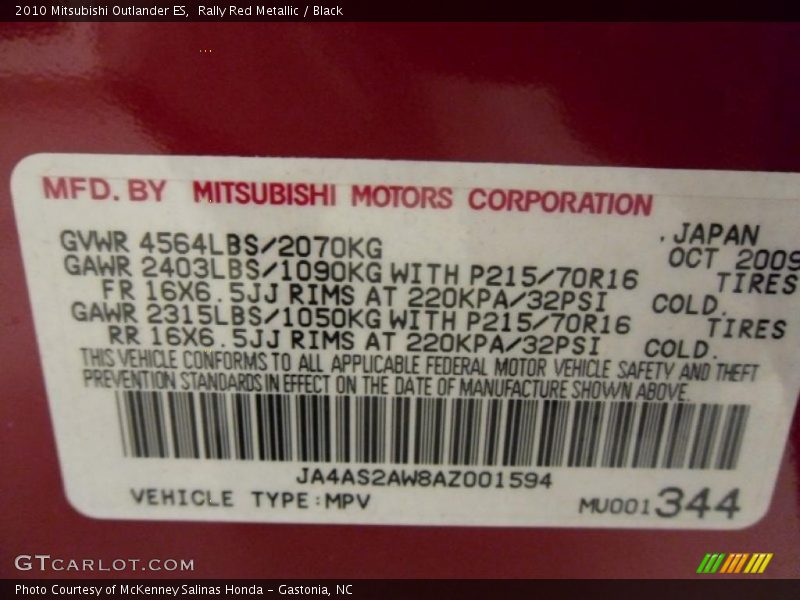 2010 Mitsubishi Outlander ES,  Rally Red Metallic / Black
MFD. BY MITSUBISHI MOTORS CORPORATION
GVWR 4564LBS/2070KG .JAPAN
OCT 2009
GAWR 2403LBS/1090KG WITH P215/70R16 TIRES
FR 16X6.5JJ RIMS AT 220KPA/32PSI COLD.
GAWR 2315LBS/1050KG WITH P215/70R16 TIRES
RR 16X6.5JJ RIMS AT 220KPA/32PSI COLD.
THIS VEHICLE CONFORMS TO ALL APPLICABLE FEDERAL MOTOR VEHICLE SAFETY AND THEFT
PREVENTION STANDARDS IN EFFECT ON THE DATE OF MANUFACTURE SHOWN ABOVE.
JA4AS2AW8AZ001594
VEHICLE TYPE:MPV MU001344
GTCARLOT.COM
Photo Courtesy of McKenney Salinas Honda - Gastonia, NC